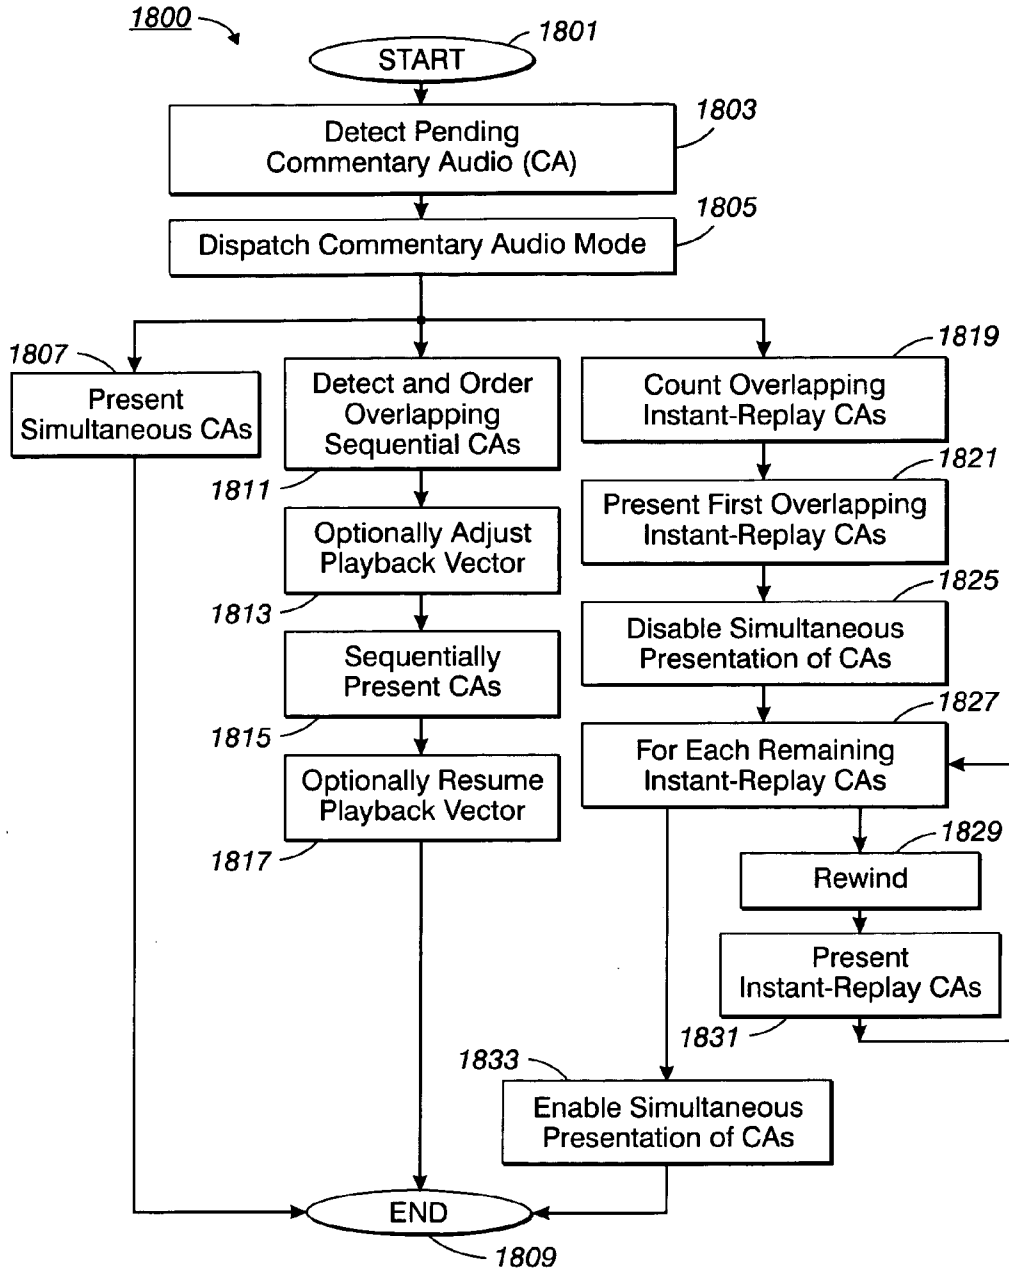 1800
1801
START
1803
Detect Pending
Commentary Audio (CA)
1805
Dispatch Commentary Audio Mode
1807
Present
Simultaneous CAs
Detect and Order
Overlapping
Sequential CAs
1811
Optionally Adjust
Playback Vector
1813
Sequentially
Present CAs
1815
Optionally Resume
Playback Vector
1817
1819
Count Overlapping
Instant-Replay CAs
1821
Present First Overlapping
Instant-Replay CAs
1825
Disable Simultaneous
Presentation of CAs
1827
For Each Remaining
Instant-Replay CAs
1829
Rewind
Present
Instant-Replay CAs
1831
1833
Enable Simultaneous
Presentation of CAs
END
1809